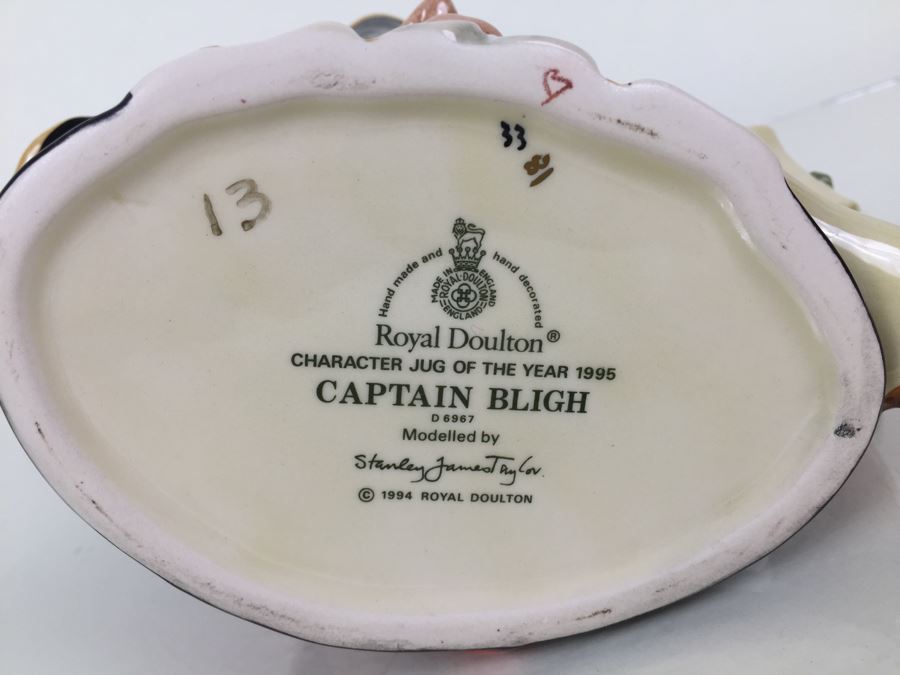 33
13
Hand made and hand decorated
MADE IN ENGLAND
ROYAL·DOULTON
ENGLAND
Royal Doulton®
CHARACTER JUG OF THE YEAR 1995
CAPTAIN BLIGH
D 6967
Modelled by
Stanley James Taylor.
© 1994 ROYAL DOULTON